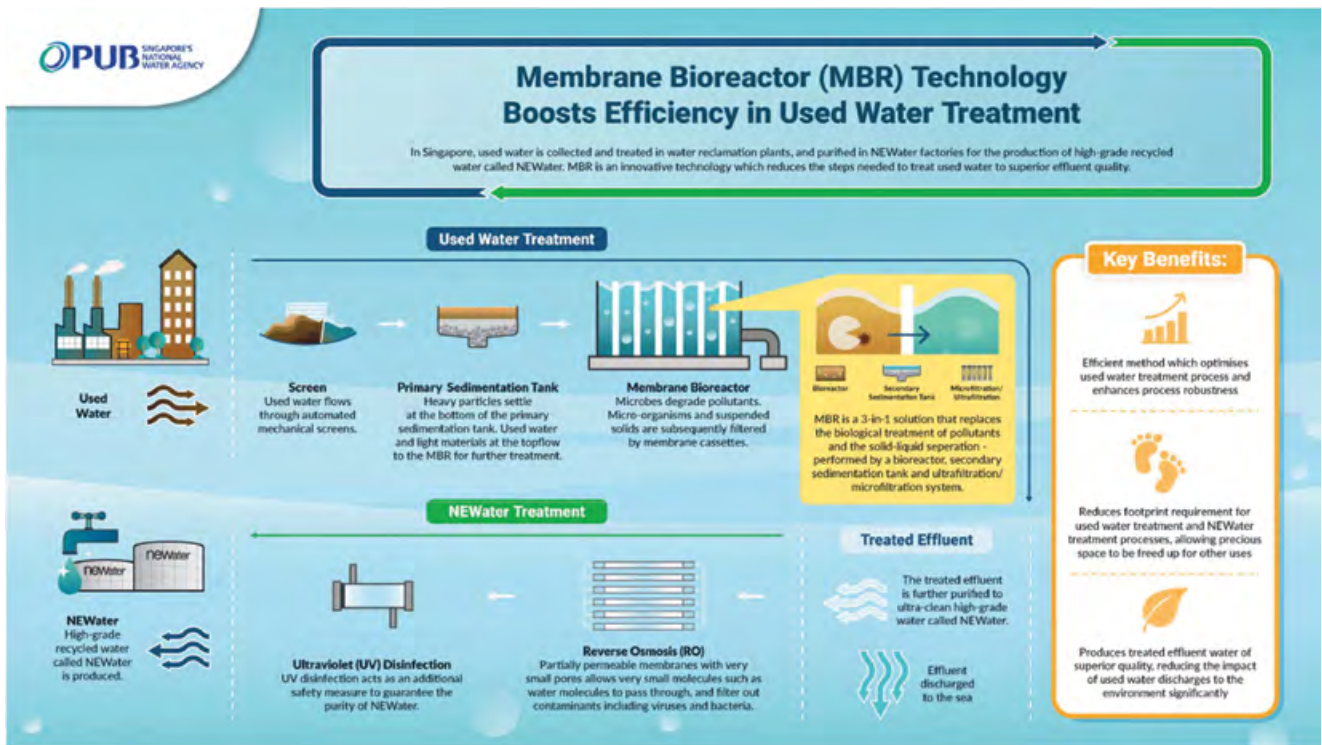 PUB SINGAPORE'S
NATIONAL
WATER AGENCY
Membrane Bioreactor (MBR) Technology
Boosts Efficiency in Used Water Treatment
In Singapore, used water is collected and treated in water reclamation plants, and purified in NEWater factories for the production of high-grade recycled
water called NEWater. MBR is an innovative technology which reduces the steps needed to treat used water to superior effluent quality.
Used Water Treatment
Used
Water
Screen
Used water flows
through automated
mechanical screens.
Primary Sedimentation Tank
Heavy particles settle
at the bottom of the primary
sedimentation tank. Used water
and light materials at the topflow
to the MBR for further treatment.
Membrane Bioreactor
Microbes degrade pollutants.
Micro-organisms and suspended
solids are subsequently filtered
by membrane cassettes.
Bioreactor
Secondary
Sedimentation Tank
Microfiltration/
Ultrafiltration
MBR is a 3-in-1 solution that replaces
the biological treatment of pollutants
and the solid-liquid seperation -
performed by a bioreactor, secondary
sedimentation tank and ultrafiltration/
microfiltration system.
Key Benefits:
Efficient method which optimises
used water treatment process and
enhances process robustness
Reduces footprint requirement for
used water treatment and NEWater
treatment processes, allowing precious
space to be freed up for other uses
Produces treated effluent water of
superior quality, reducing the impact
of used water discharges to the
environment significantly
NEWater Treatment
Treated Effluent
The treated effluent
is further purified to
ultra-clean high-grade
water called NEWater.
Effluent
discharged
to the sea
Reverse Osmosis (RO)
Partially permeable membranes with very
small pores allows very small molecules such as
water molecules to pass through, and filter out
contaminants including viruses and bacteria.
Ultraviolet (UV) Disinfection
UV disinfection acts as an additional
safety measure to guarantee the
purity of NEWater.
newater
newater
NEWater
High-grade
recycled water
called NEWater
is produced.